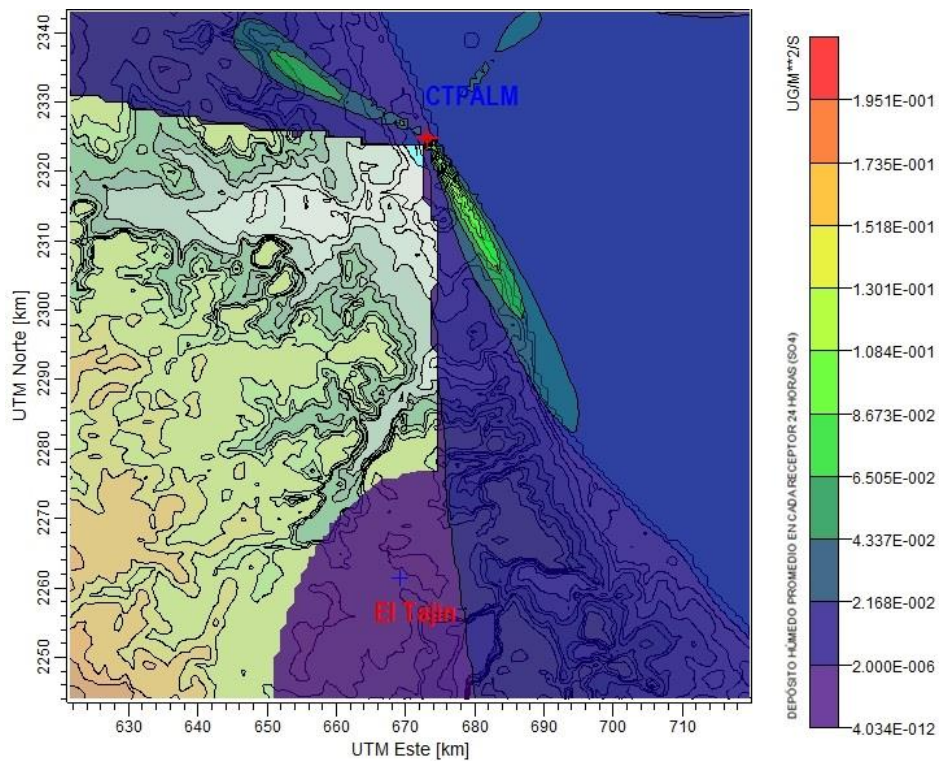 UTM Norte [km]
2340
2330
2320
2310
2300
2290
2280
2270
2260
2250
CTPALM
El Tajin
630
640
650
660
670
680
690
700
710
UTM Este [km]
UG/M**2/S
DEPÓSITO HÚMEDO PROMEDIO EN CADA RECEPTOR 24 HORAS (SO4)
1.951E-001
1.735E-001
1.518E-001
1.301E-001
1.084E-001
8.673E-002
6.505E-002
4.337E-002
2.168E-002
2.000E-006
4.034E-012